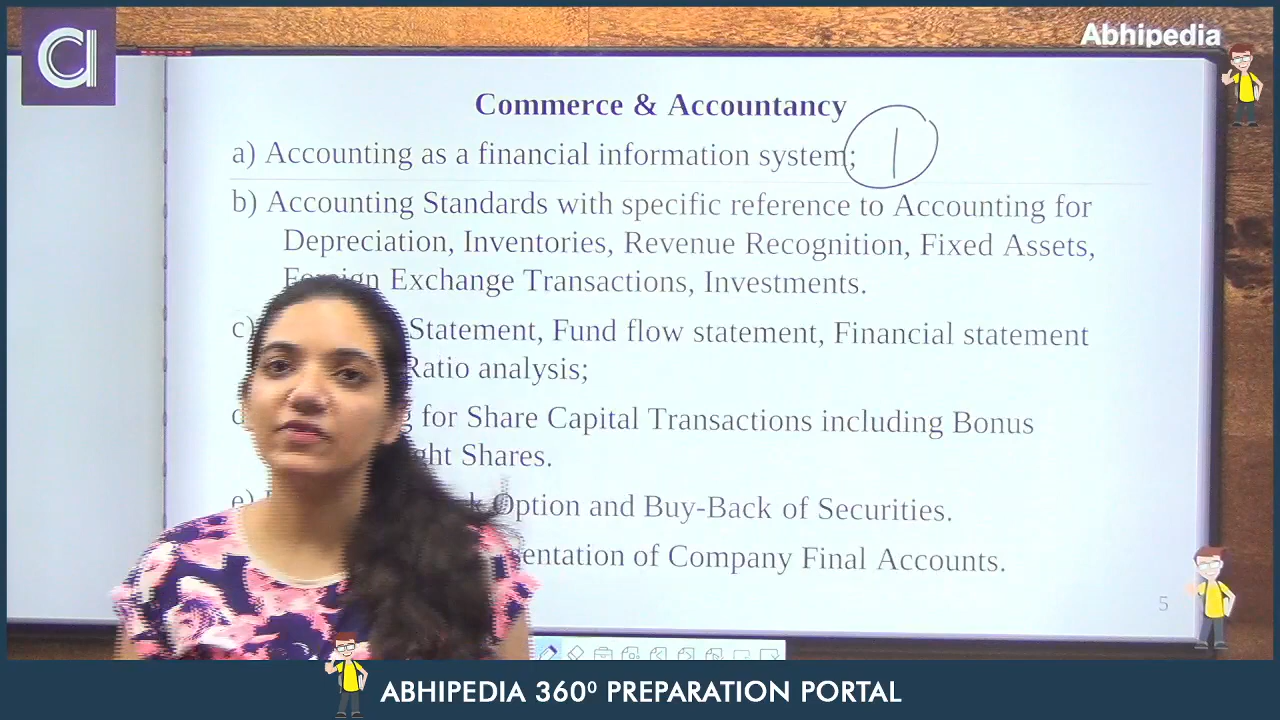 Abhipedia
Commerce & Accountancy
a) Accounting as a financial information system; 1
b) Accounting Standards with specific reference to Accounting for
Depreciation, Inventories, Revenue Recognition, Fixed Assets,
Foreign Exchange Transactions, Investments.
c) Statement, Fund flow statement, Financial statement
Ratio analysis;
for Share Capital Transactions including Bonus
Shares.
e) Option and Buy-Back of Securities.
of Company Final Accounts.
5
ABHIPEDIA 360⁰ PREPARATION PORTAL